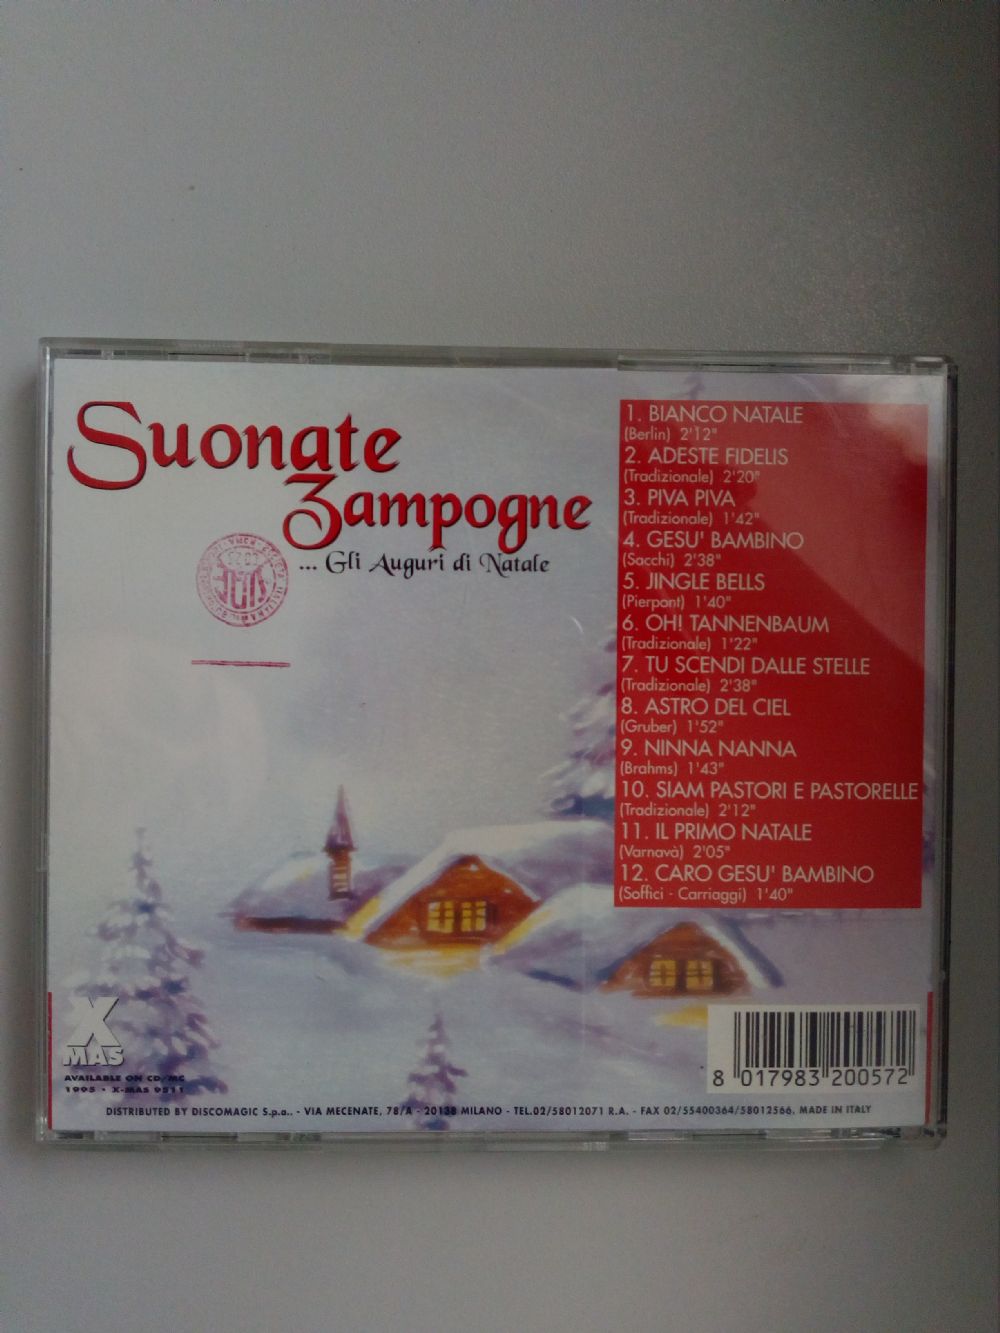 Suonate
Zampogne
... Gli Auguri di Natale
1. BIANCO NATALE
(Berlin) 2'12"
2. ADESTE FIDELIS
(Tradizionale) 2'20"
3. PIVA PIVA
(Tradizionale) 1'42"
4. GESU' BAMBINO
(Sacchi) 2'38"
5. JINGLE BELLS
(Pierpont) 1'40"
6. OH! TANNENBAUM
(Tradizionale) 1'22"
7. TU SCENDI DALLE STELLE
(Tradizionale) 2'38"
8. ASTRO DEL CIEL
(Gruber) 1'52"
9. NINNA NANNA
(Brahms) 1'43"
10. SIAM PASTORI E PASTORELLE
(Tradizionale) 2'12"
11. IL PRIMO NATALE
(Varnavà) 2'05"
12. CARO GESU' BAMBINO
(Soffici - Carriaggi) 1'40"
X
MAS
AVAILABLE ON CD/MC
1995 • X-MAS 9511
8 017983 200572
DISTRIBUTED BY DISCOMAGIC S.p.a.. - VIA MECENATE, 78/A - 20138 MILANO - TEL.02/58012071 R.A. - FAX 02/55400364/58012566. MADE IN ITALY